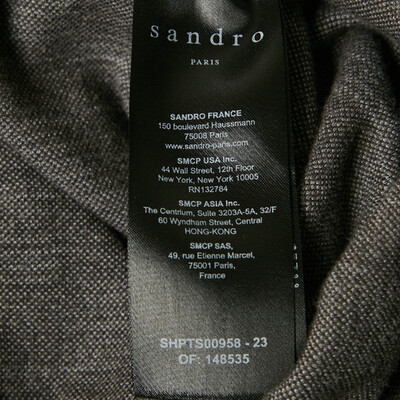 sandro
PARIS
SANDRO FRANCE
150 boulevard Haussmann
75008 Paris
www.sandro-paris.com
SMCP USA Inc.
44 Wall Street, 12th Floor
New York, New York 10005
RN132784
SMCP ASIA Inc.
The Centrium, Suite 3203A-5A, 32/F
60 Wyndham Street, Central
HONG-KONG
SMCP SAS,
49, rue Etienne Marcel,
75001 Paris,
France
SHPTS00958 - 23
OF: 148535